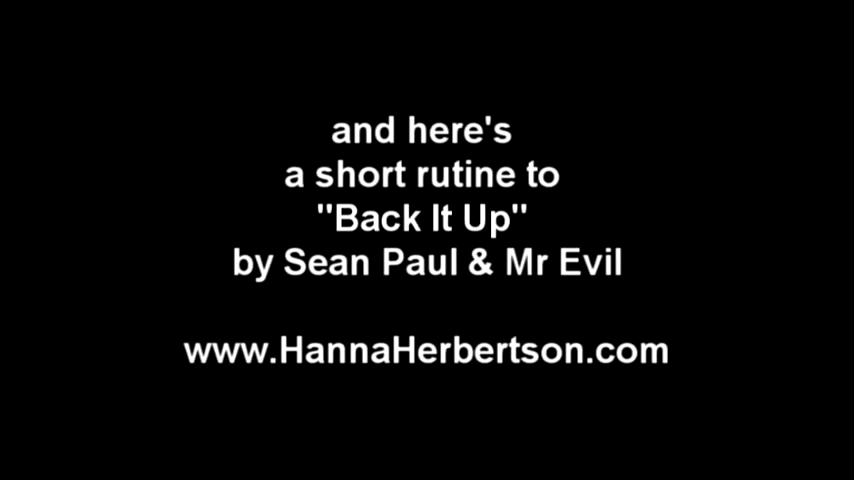 and here's
a short rutine to
"Back It Up"
by Sean Paul & Mr Evil
www.HannaHerbertson.com